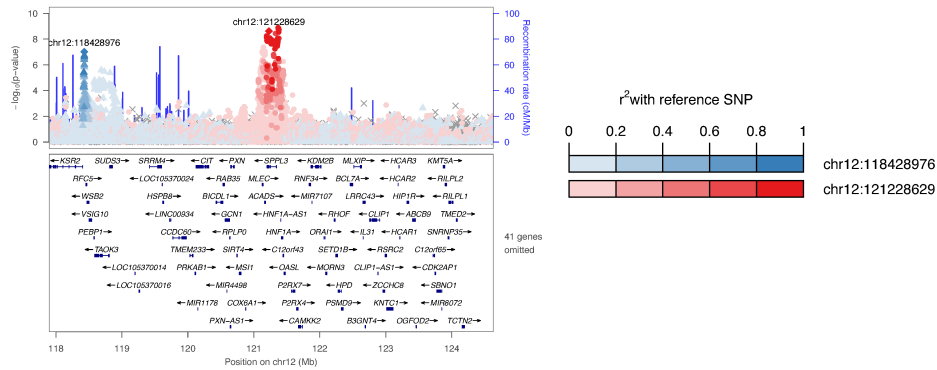 chr12:121228629
chr12:118428976
10
8
6
4
2
0
−log10(p−value)
100
80
60
40
20
0
Recombination rate (cM/Mb)
←KSR2 SUDS3→ SRRM4→ ←CIT ←PXN ←SPPL3 ←KDM2B MLXIP→ ←HCAR3 KMT5A→
RFC5→ ←LOC105370024 ←RAB35 MLEC→ RNF34→ ←BCL7A ←HCAR2 ←RILPL2
←WSB2 HSPB8→ BICDL1→ ACADS→ ←MIR7107 ←LRRC43 HIP1R→ ←RILPL1
←VSIG10 ←LINC00934 ←GCN1 ←HNF1A−AS1 ←RHOF ←CLIP1 ←ABCB9 TMED2→
PEBP1→ CCDC60→ ←RPLP0 HNF1A→ ORAI1→ ←IL31 ←HCAR1 SNRNP35→
←TAOK3 TMEM233→ SIRT4→ ←C12orf43 SETD1B→ ←RSRC2 C12orf65→
←LOC105370014 PRKAB1→ ←MSI1 ←OASL ←MORN3 CLIP1−AS1→ ←CDK2AP1
←LOC105370016 ←MIR4498 P2RX7→ ←HPD ←ZCCHC8 ←SBNO1
←MIR1178 COX6A1→ P2RX4→ PSMD9→ KNTC1→ ←MIR8072
PXN−AS1→ ←CAMKK2 B3GNT4→ OGFOD2→ TCTN2→
41 genes
omitted
118 119 120 121 122 123 124
Position on chr12 (Mb)
r2with reference SNP
0 0.2 0.4 0.6 0.8 1
chr12:118428976
chr12:121228629